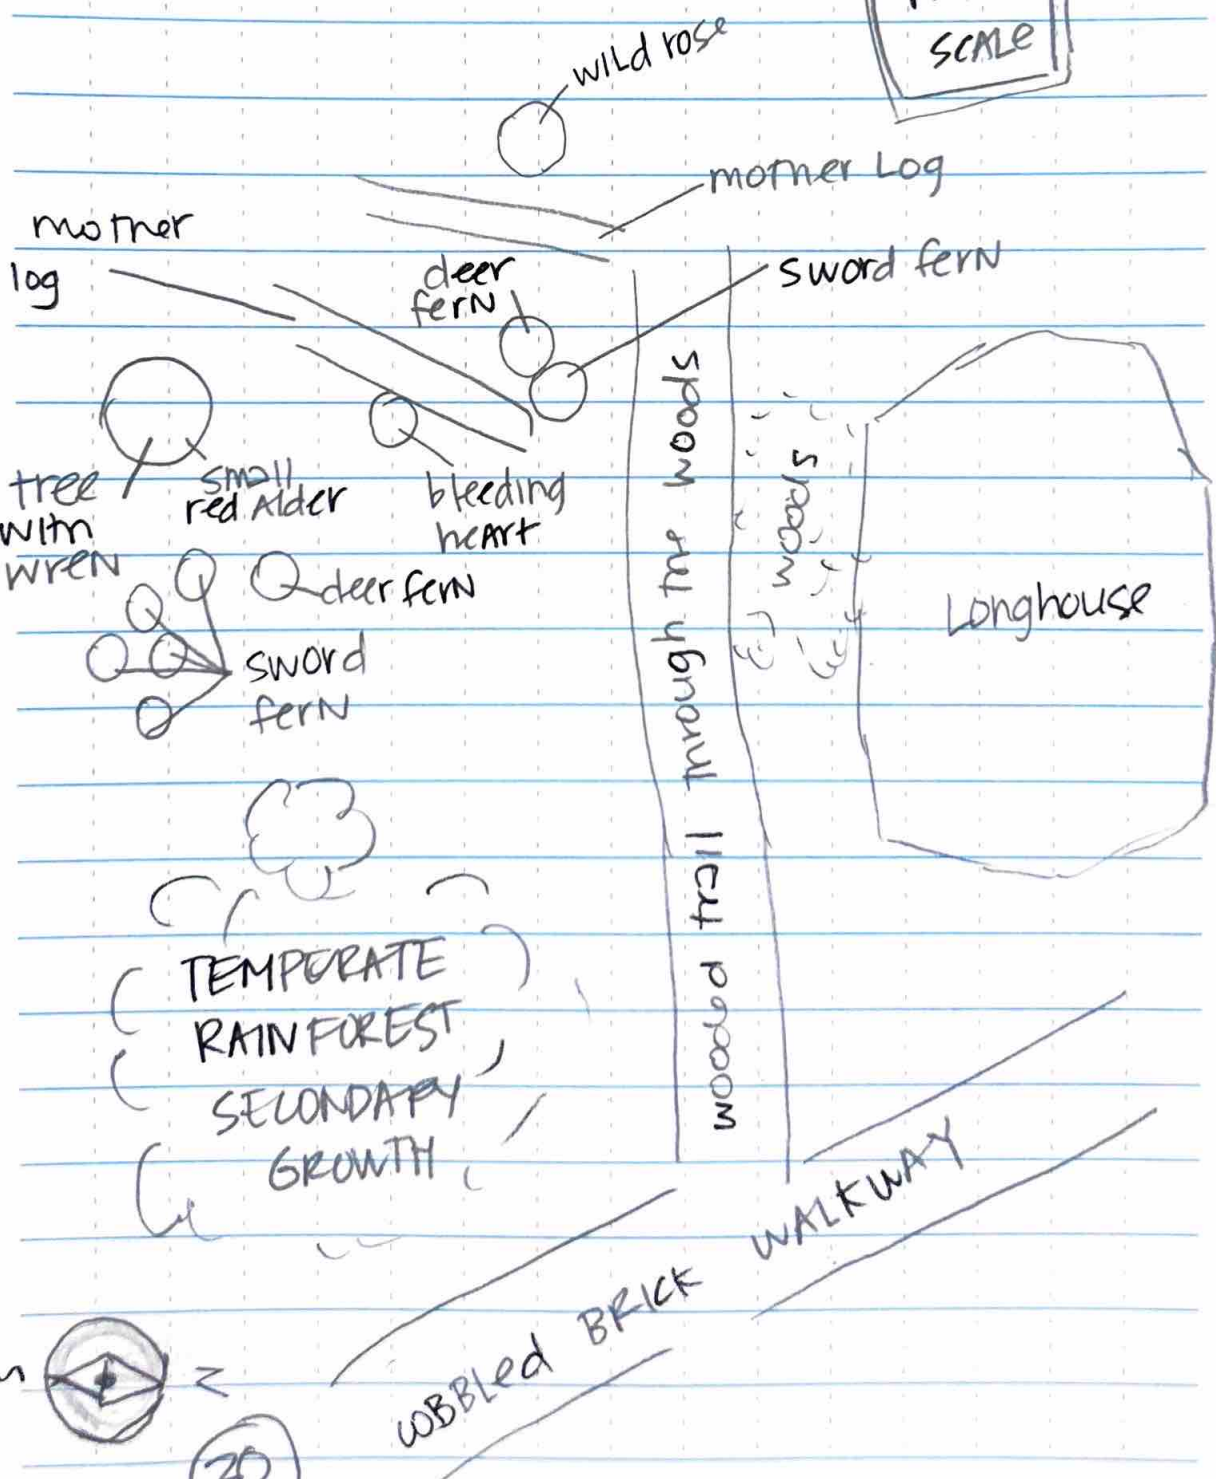 SCALE
wild rose
mother Log
mother
log
deer
ferN
sword ferN
tree
with
wreN
small
red Alder
bleeding
heArt
deer ferN
sword
ferN
wooded trail through the woods
woods
Longhouse
TEMPERATE
RAINFOREST
SECONDARY
GROWTH
COBBLEd BRICK WALKWAY
S
N
20